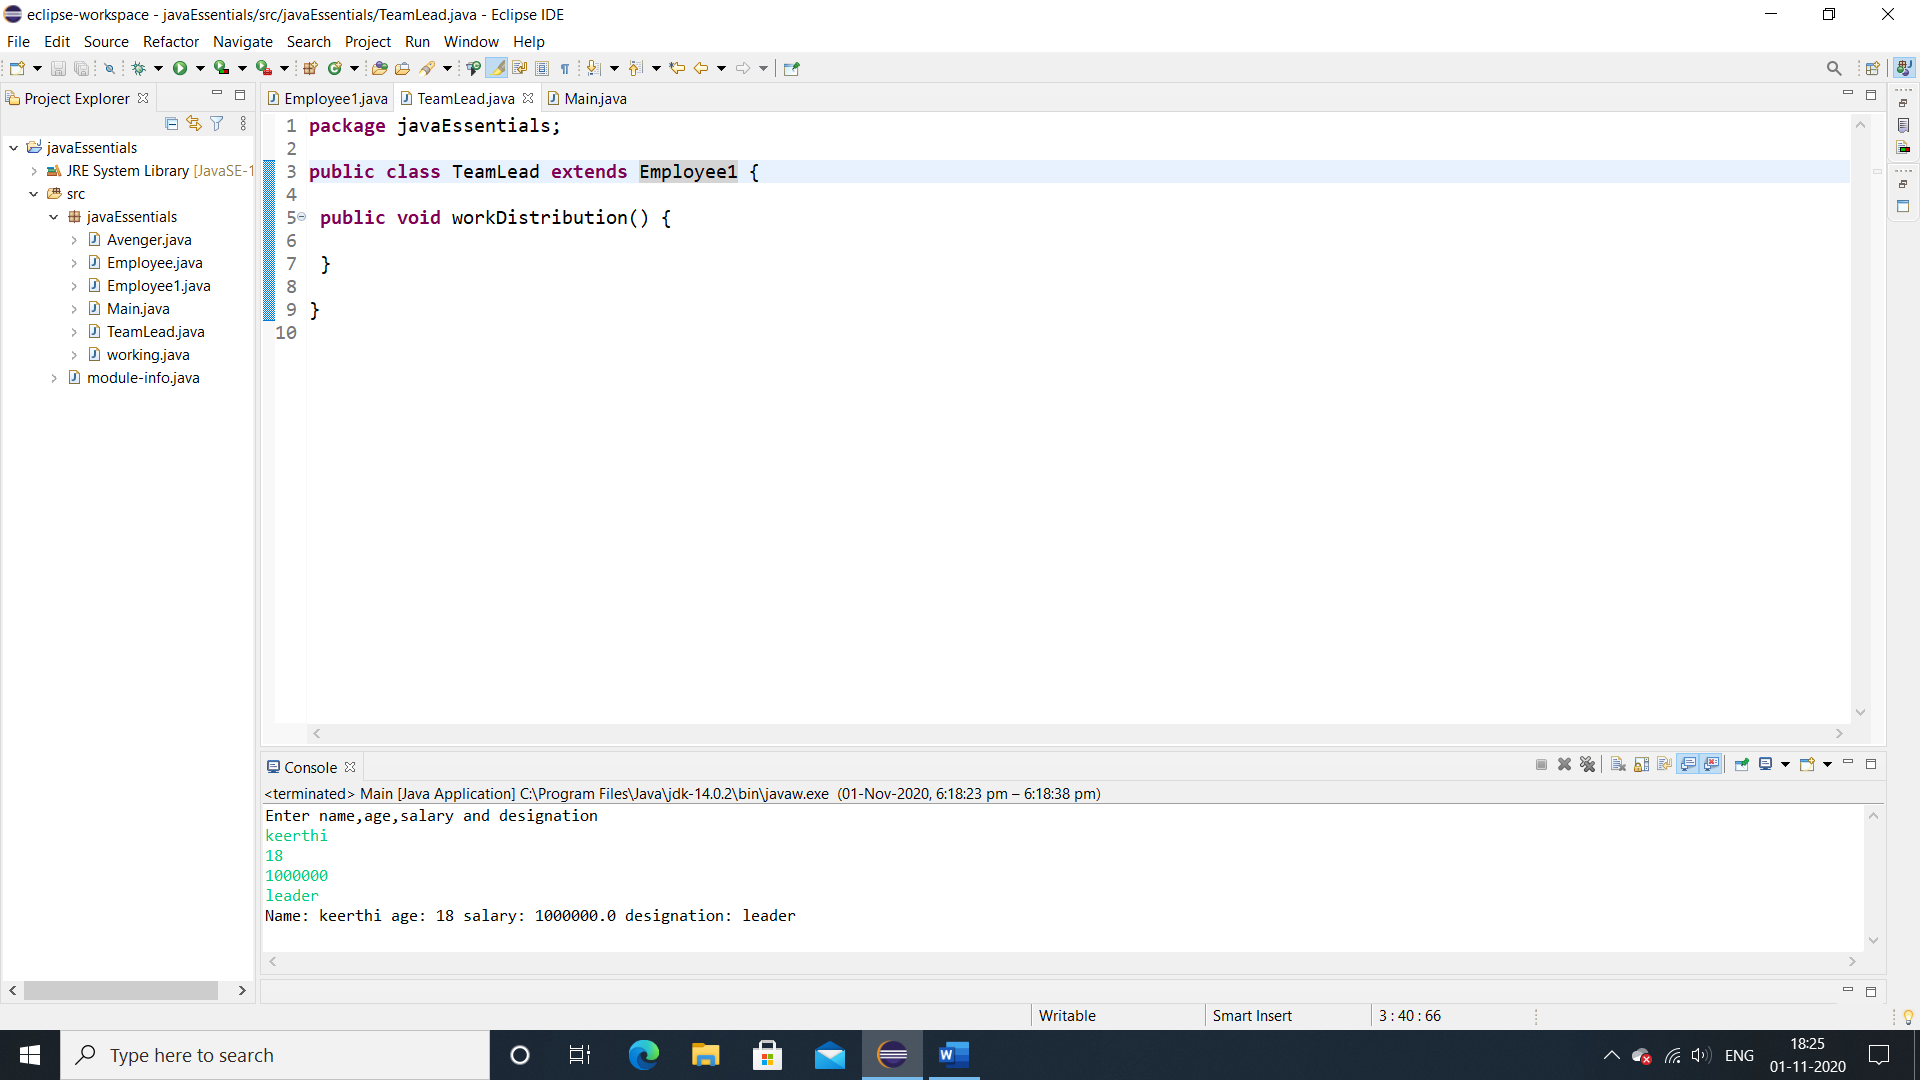 eclipse-workspace - javaEssentials/src/javaEssentials/TeamLead.java - Eclipse IDE
File Edit Source Refactor Navigate Search Project Run Window Help
Project Explorer
Employee1.java TeamLead.java Main.java
javaEssentials
JRE System Library [JavaSE-1
src
javaEssentials
Avenger.java
Employee.java
Employee1.java
Main.java
TeamLead.java
working.java
module-info.java
1 package javaEssentials;
2
3 public class TeamLead extends Employee1 {
4
5 public void workDistribution() {
6
7 }
8
9 }
10
Console
<terminated> Main [Java Application] C:\Program Files\Java\jdk-14.0.2\bin\javaw.exe (01-Nov-2020, 6:18:23 pm – 6:18:38 pm)
Enter name,age,salary and designation
keerthi
18
1000000
leader
Name: keerthi age: 18 salary: 1000000.0 designation: leader
Writable Smart Insert 3 : 40 : 66
Type here to search
ENG
18:25
01-11-2020